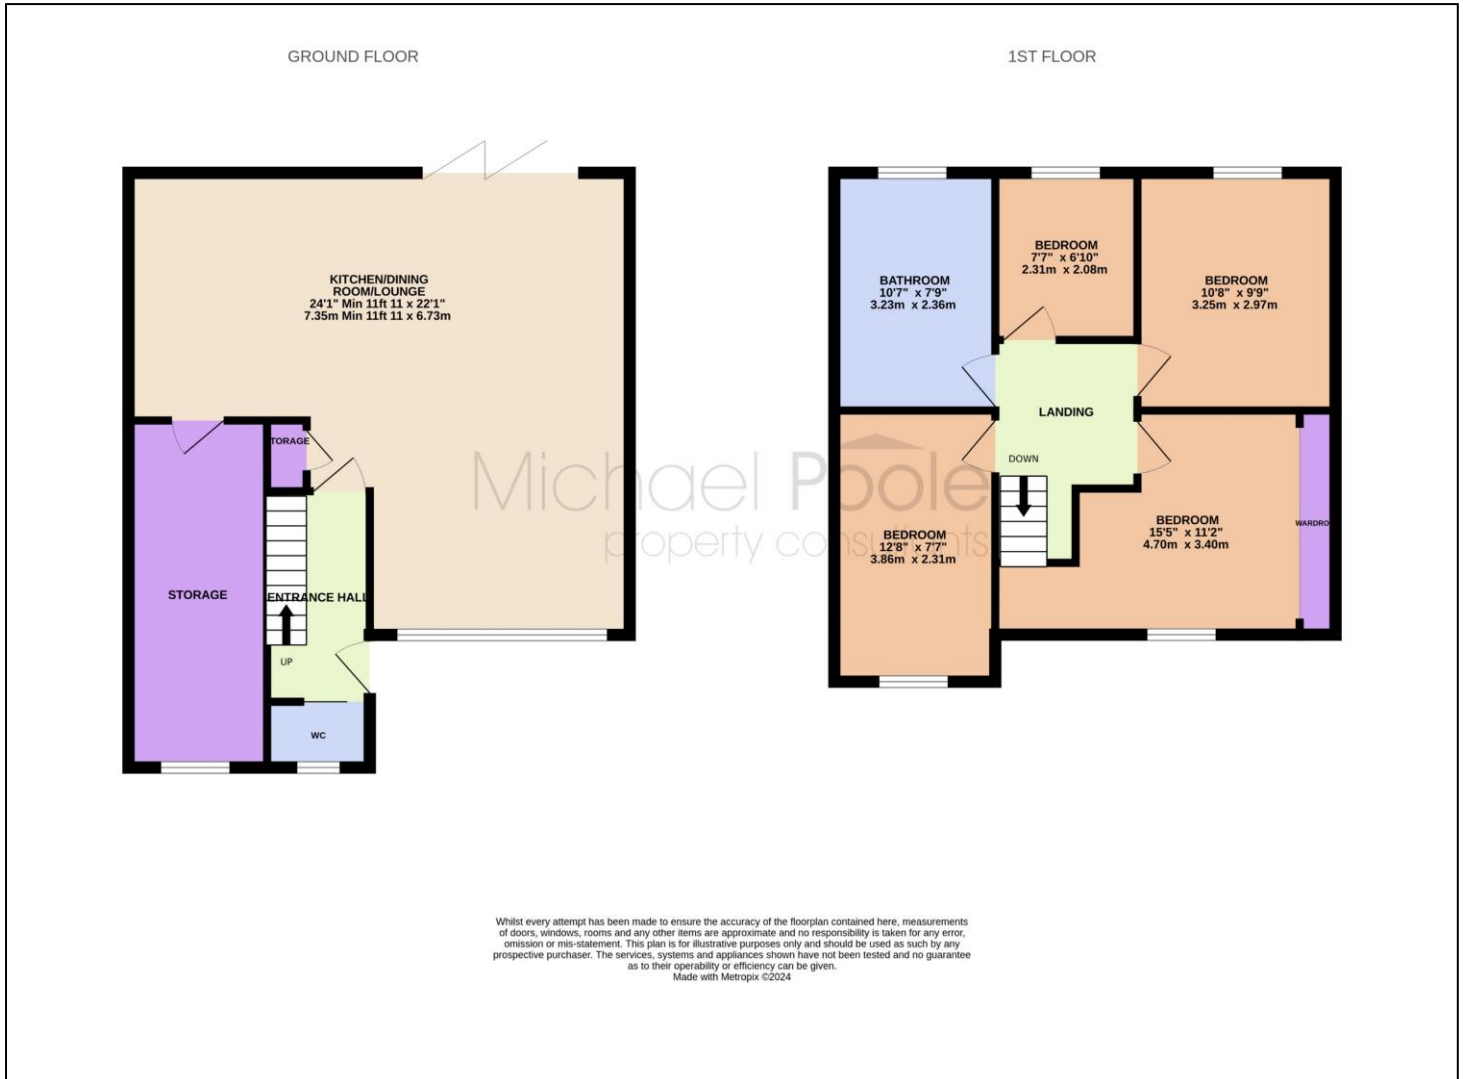 GROUND FLOOR
KITCHEN/DINING
ROOM/LOUNGE
24'1" Min 11ft 11 x 22'1"
7.35m Min 11ft 11 x 6.73m
TORAGE
STORAGE
ENTRANCE HALL
UP
WC
1ST FLOOR
BATHROOM
10'7" x 7'9"
3.23m x 2.36m
BEDROOM
7'7" x 6'10"
2.31m x 2.08m
BEDROOM
10'8" x 9'9"
3.25m x 2.97m
LANDING
DOWN
BEDROOM
12'8" x 7'7"
3.86m x 2.31m
BEDROOM
15'5" x 11'2"
4.70m x 3.40m
WARDRO
Michael Poole
property consultants
Whilst every attempt has been made to ensure the accuracy of the floorplan contained here, measurements
of doors, windows, rooms and any other items are approximate and no responsibility is taken for any error,
omission or mis-statement. This plan is for illustrative purposes only and should be used as such by any
prospective purchaser. The services, systems and appliances shown have not been tested and no guarantee
as to their operability or efficiency can be given.
Made with Metropix ©2024